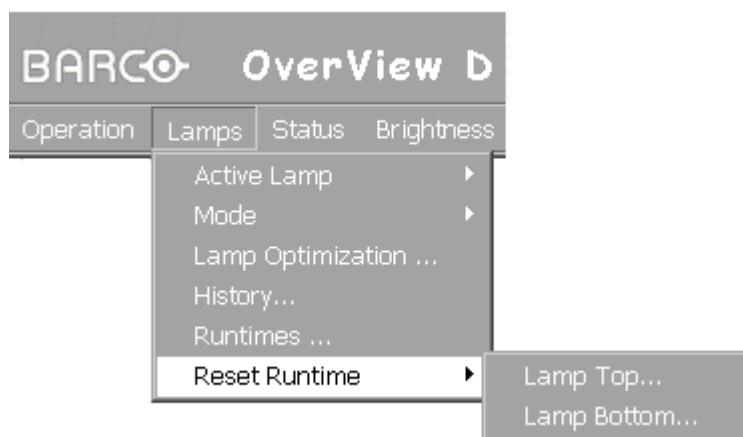 BARCO OverView D
Operation Lamps Status Brightness
Active Lamp
Mode
Lamp Optimization ...
History...
Runtimes ...
Reset Runtime
Lamp Top...
Lamp Bottom...